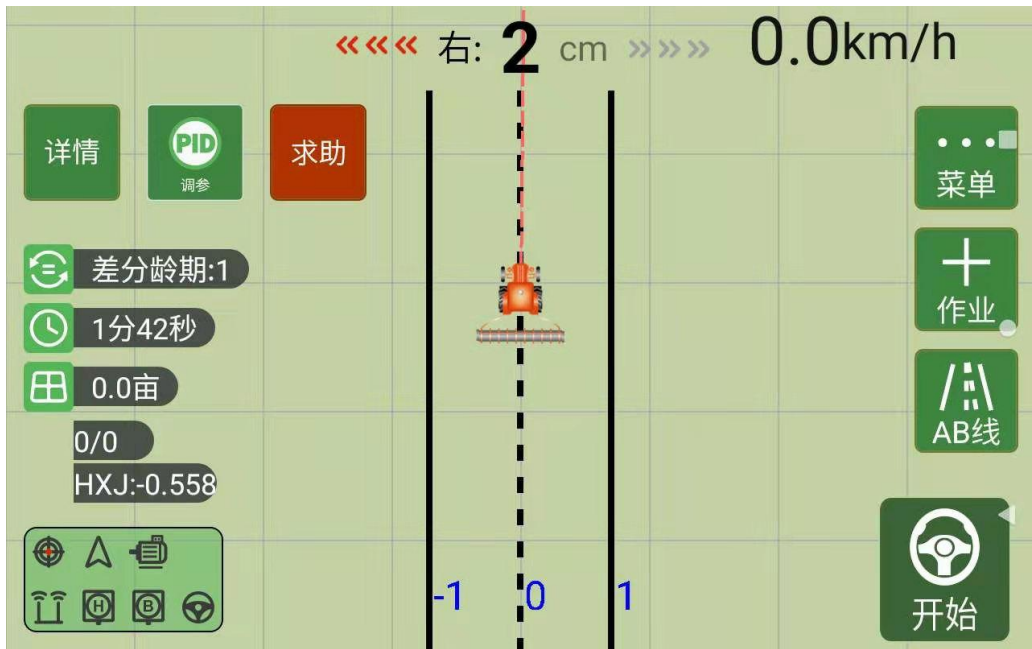 右: 2 cm
0.0km/h
详情
PID
调参
求助
菜单
差分龄期:1
1分42秒
作业
0.0亩
AB线
0/0
HXJ:-0.558
H
B
-1
0
1
开始